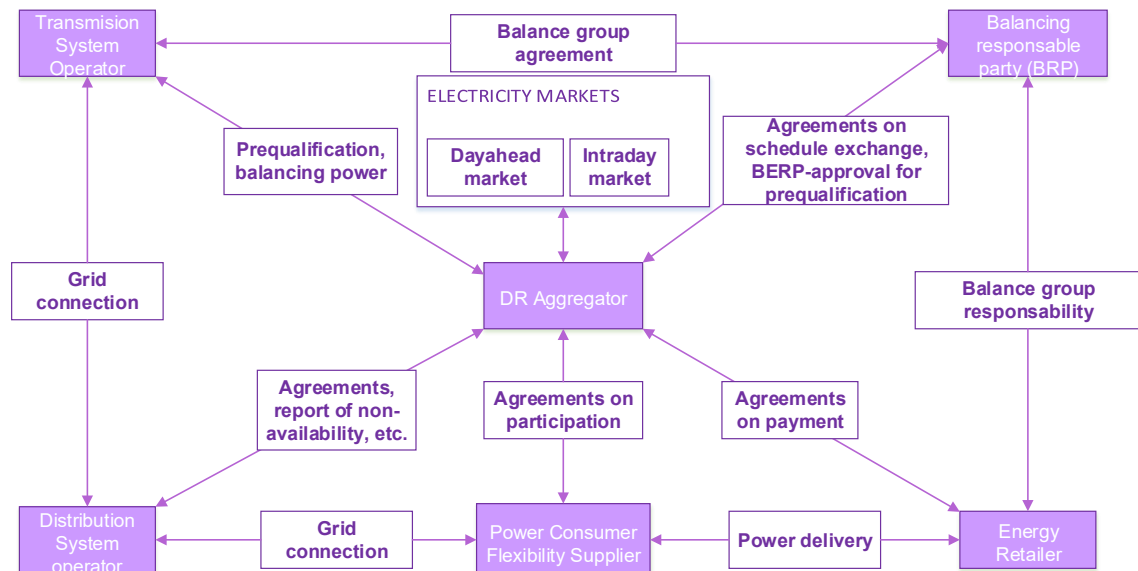 Transmision
System
Operator
Balance group
agreement
Balancing
responsable
party (BRP)
ELECTRICITY MARKETS
Dayahead
market
Intraday
market
Prequalification,
balancing power
Agreements on
schedule exchange,
BERP-approval for
prequalification
Grid
connection
DR Aggregator
Balance group
responsability
Agreements,
report of non-
availability, etc.
Agreements on
participation
Agreements
on payment
Distribution
System
operator
Grid
connection
Power Consumer
Flexibility Supplier
Power delivery
Energy
Retailer